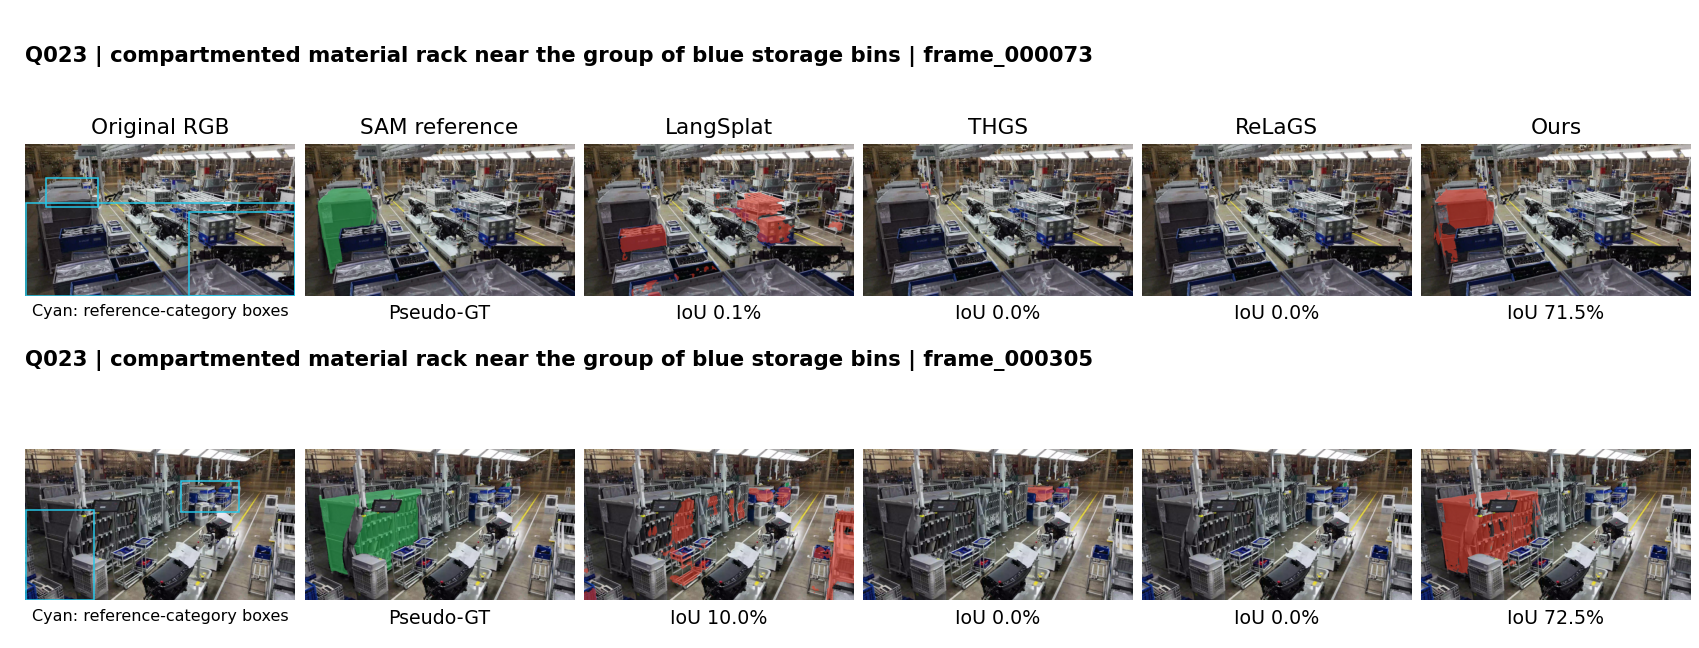 Q023 | compartmented material rack near the group of blue storage bins | frame_000073
Original RGB SAM reference LangSplat THGS ReLaGS Ours
Cyan: reference-category boxes Pseudo-GT IoU 0.1% IoU 0.0% IoU 0.0% IoU 71.5%
Q023 | compartmented material rack near the group of blue storage bins | frame_000305
Cyan: reference-category boxes Pseudo-GT IoU 10.0% IoU 0.0% IoU 0.0% IoU 72.5%